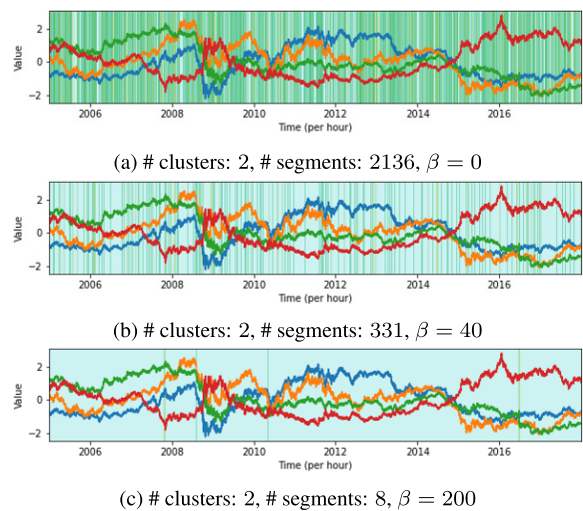 2
0
−2
Value
2006 2008 2010 2012 2014 2016
Time (per hour)
(a) # clusters: 2, # segments: 2136, β = 0
2
0
−2
Value
2006 2008 2010 2012 2014 2016
Time (per hour)
(b) # clusters: 2, # segments: 331, β = 40
2
0
−2
Value
2006 2008 2010 2012 2014 2016
Time (per hour)
(c) # clusters: 2, # segments: 8, β = 200